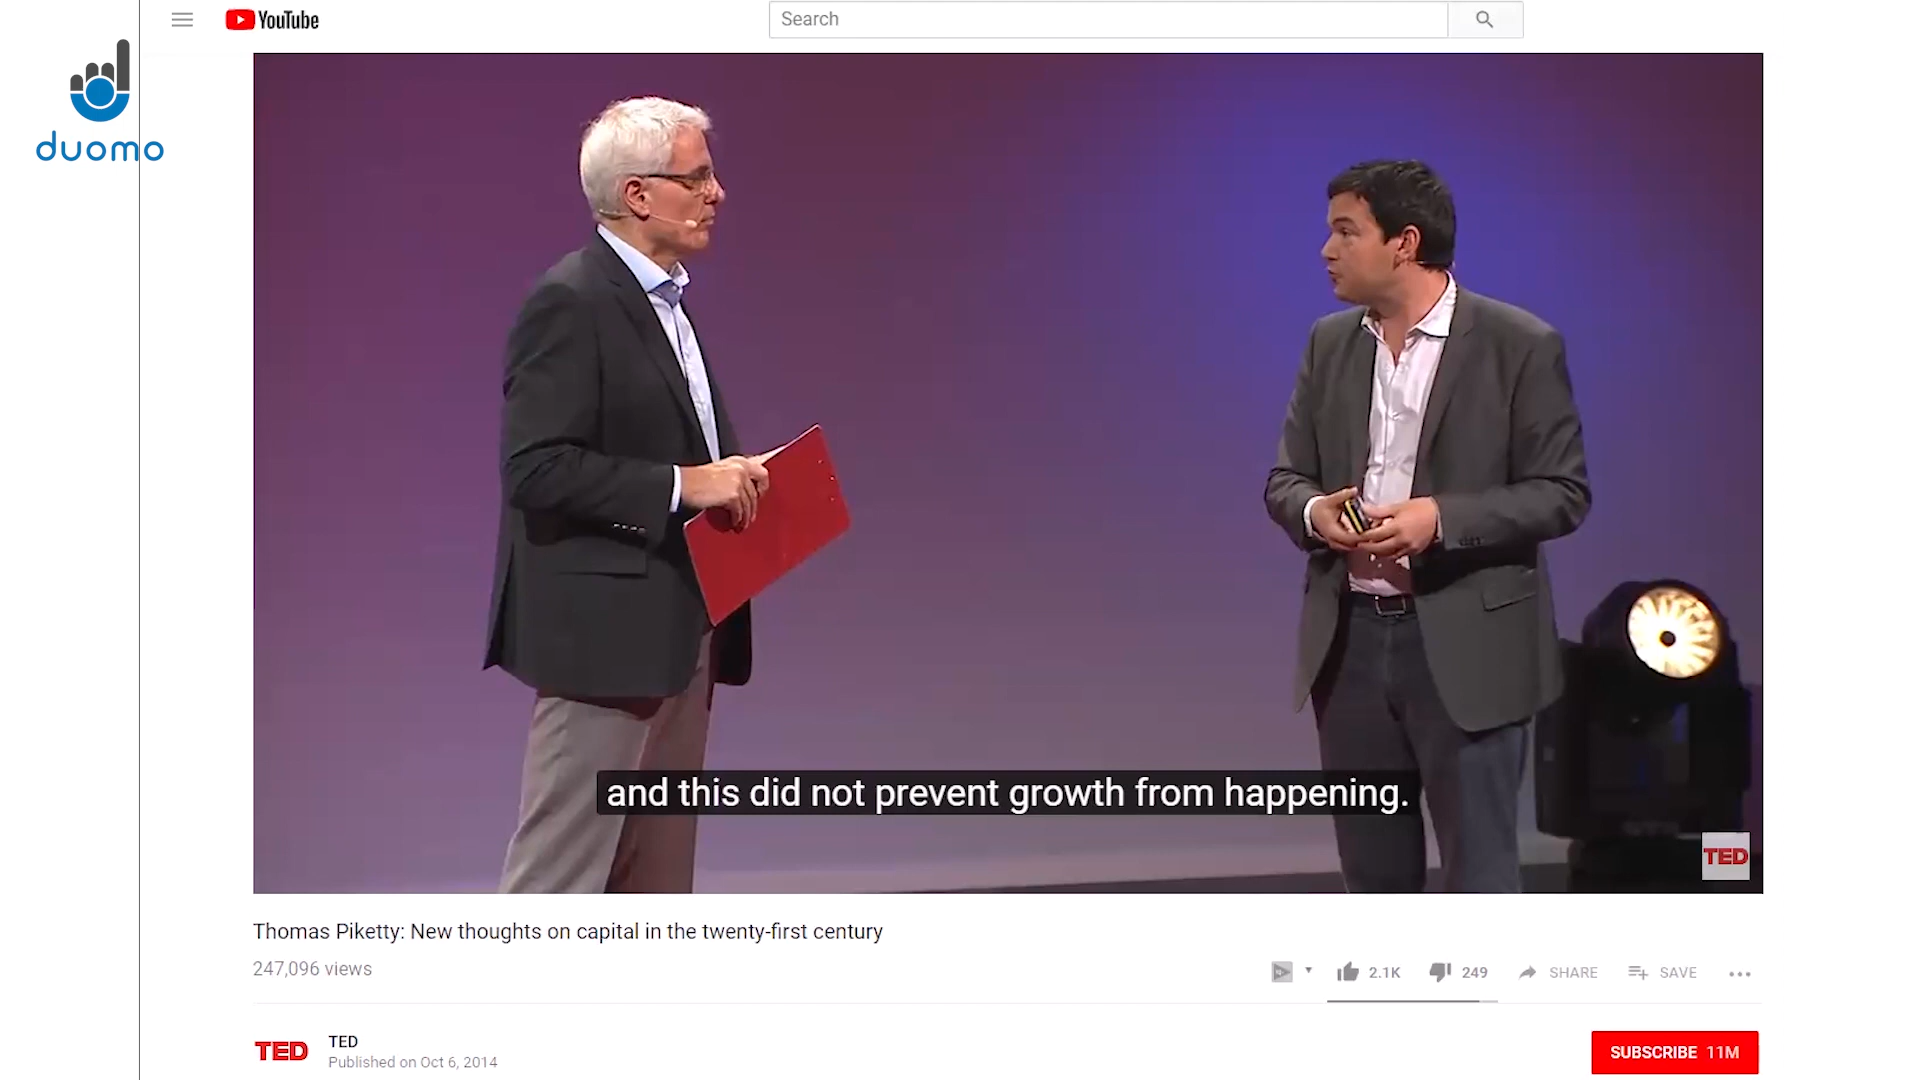 YouTube
Search
duomo
and this did not prevent growth from happening.
TED
Thomas Piketty: New thoughts on capital in the twenty-first century
247,096 views
2.1K
249
SHARE
SAVE
TED
TED
Published on Oct 6, 2014
SUBSCRIBE 11M